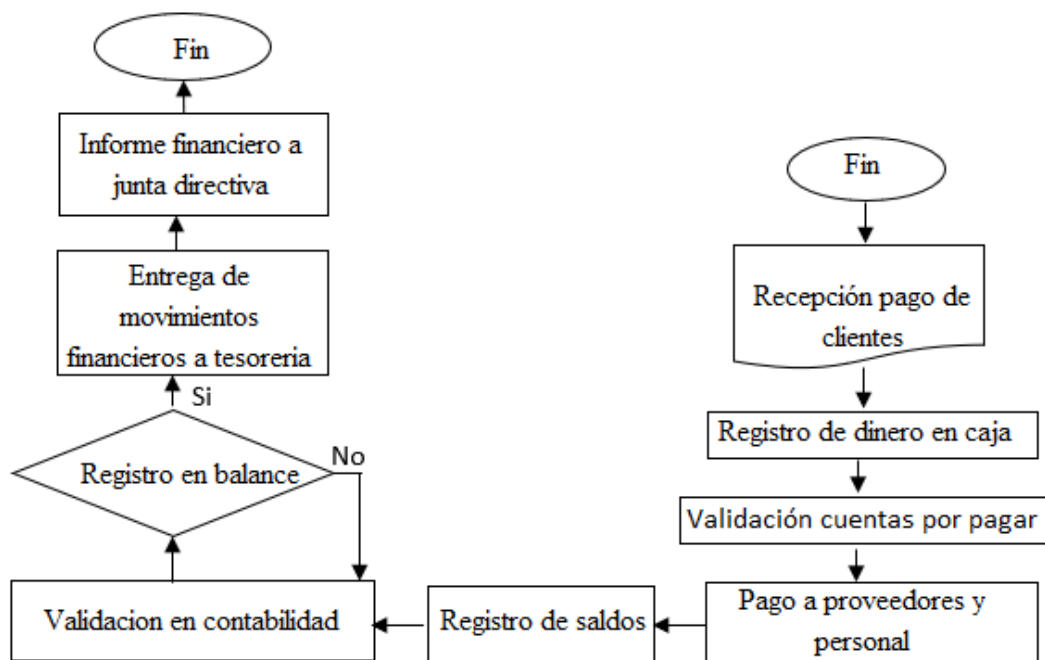 Fin
Informe financiero a
junta directiva
Entrega de
movimientos
financieros a tesoreria
Si
Registro en balance
No
Validacion en contabilidad
Registro de saldos
Fin
Recepción pago de
clientes
Registro de dinero en caja
Validación cuentas por pagar
Pago a proveedores y
personal